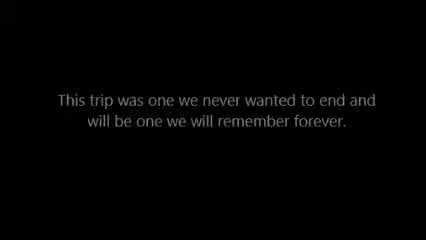 This trip was one we never wanted to end and
will be one we will remember forever.